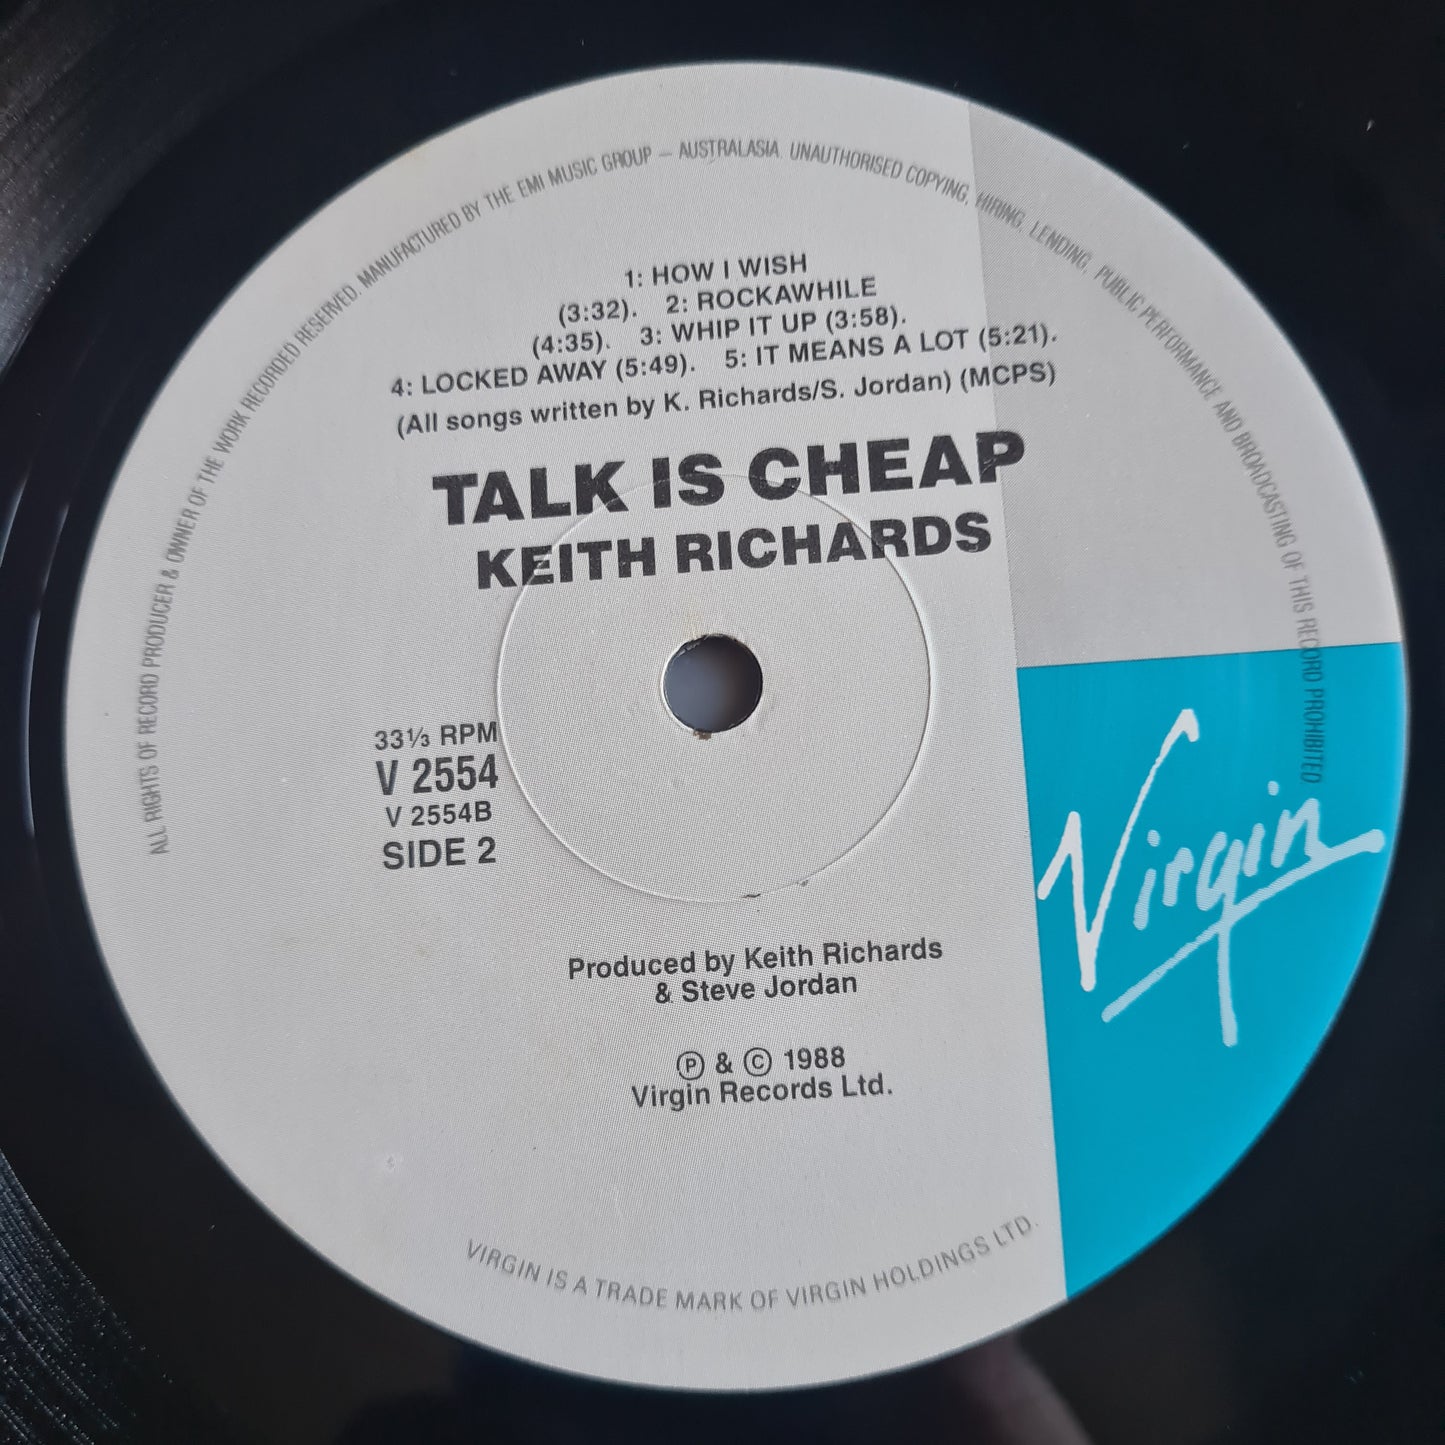 ALL RIGHTS OF RECORD PRODUCER & OWNER OF THE WORK RECORDED RESERVED. MANUFACTURED BY THE EMI MUSIC GROUP – AUSTRALASIA. UNAUTHORISED COPYING, HIRING, LENDING, PUBLIC PERFORMANCE AND BROADCASTING OF THIS RECORD PROHIBITED
1: HOW I WISH
(3:32). 2: ROCKAWHILE
(4:35). 3: WHIP IT UP (3:58).
4: LOCKED AWAY (5:49). 5: IT MEANS A LOT (5:21).
(All songs written by K. Richards/S. Jordan) (MCPS)
TALK IS CHEAP
KEITH RICHARDS
33⅓ RPM
V 2554
V 2554B
SIDE 2
Virgin
Produced by Keith Richards
& Steve Jordan
Ⓟ & © 1988
Virgin Records Ltd.
VIRGIN IS A TRADE MARK OF VIRGIN HOLDINGS LTD.